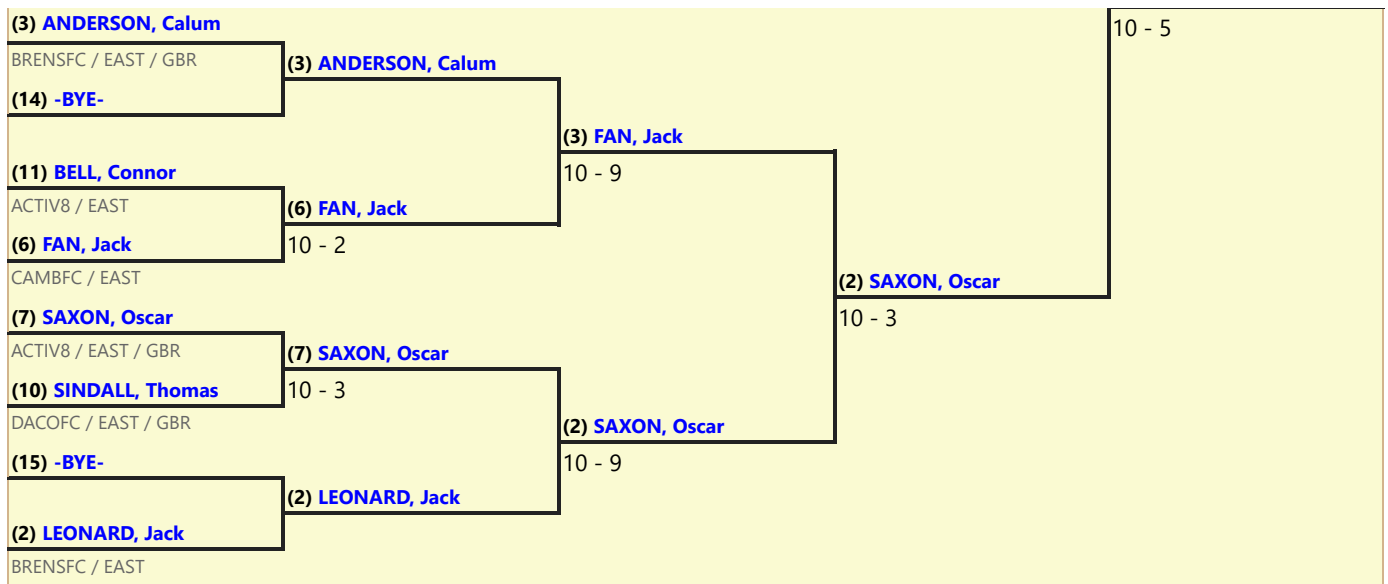 (3) ANDERSON, Calum
BRENSFC / EAST / GBR
(14) -BYE-
(11) BELL, Connor
ACTIV8 / EAST
(6) FAN, Jack
CAMBFC / EAST
(7) SAXON, Oscar
ACTIV8 / EAST / GBR
(10) SINDALL, Thomas
DACOFC / EAST / GBR
(15) -BYE-
(2) LEONARD, Jack
BRENSFC / EAST
(3) ANDERSON, Calum
(6) FAN, Jack
10 - 2
(7) SAXON, Oscar
10 - 3
(2) LEONARD, Jack
(3) FAN, Jack
10 - 9
(2) SAXON, Oscar
10 - 9
(2) SAXON, Oscar
10 - 3
10 - 5